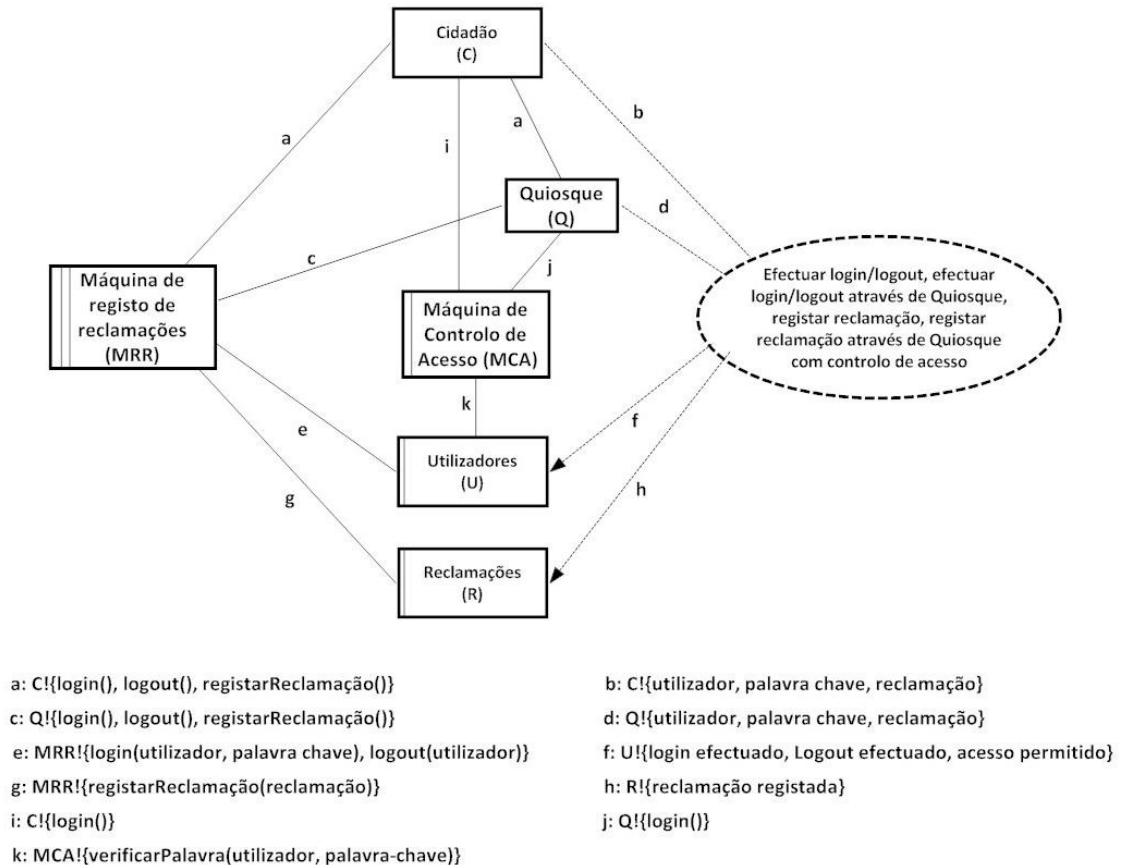 Cidadão
(C)
b
a
a
i
Quiosque
(Q)
d
c
j
Máquina de
registo de
reclamações
(MRR)
Máquina de
Controlo de
Acesso (MCA)
Efectuar login/logout, efectuar
login/logout através de Quiosque,
registar reclamação, registar
reclamação através de Quiosque
com controlo de acesso
k
f
e
Utilizadores
(U)
h
g
Reclamações
(R)
a: C!{login(), logout(), registarReclamação()}
b: C!{utilizador, palavra chave, reclamação}
c: Q!{login(), logout(), registarReclamação()}
d: Q!{utilizador, palavra chave, reclamação}
e: MRR!{login(utilizador, palavra chave), logout(utilizador)}
f: U!{login efectuado, Logout efectuado, acesso permitido}
g: MRR!{registarReclamação(reclamação)}
h: R!{reclamação registada}
i: C!{login()}
j: Q!{login()}
k: MCA!{verificarPalavra(utilizador, palavra-chave)}